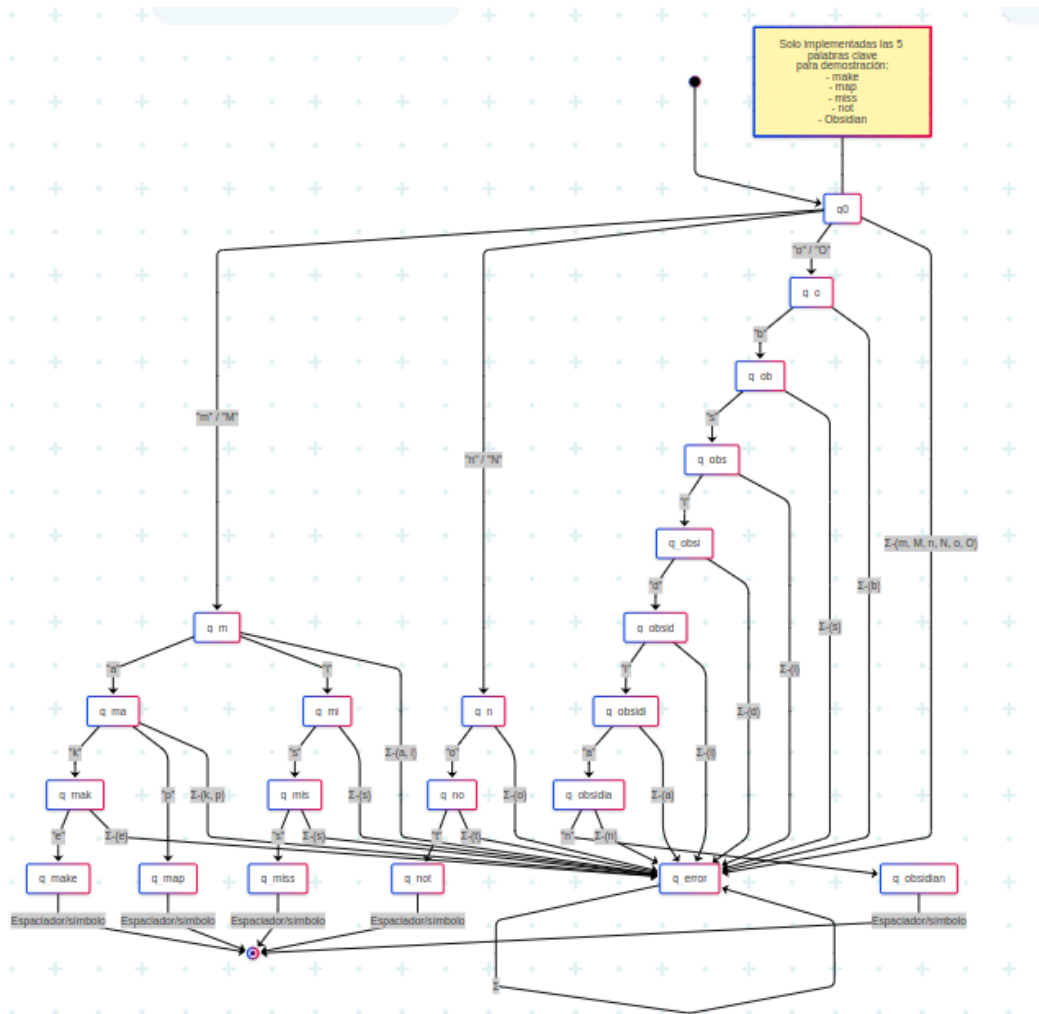 Solo implementadas las 5
palabras clave
para demostración:
- make
- map
- miss
- not
- Obsidian
q0
"o" / "O"
q_o
"b"
q_ob
"m" / "M"
"s"
"n" / "N"
q_obs
"i"
q_obsi
Σ-(m, M, n, N, o, O)
"d"
Σ-(b)
q_m
q_obsid
Σ-(s)
"a"
"i"
"i"
Σ-(i)
q_ma
q_mi
q_n
q_obsidi
Σ-(d)
"k"
"s"
Σ-(a, i)
"o"
"a"
Σ-(i)
q_mak
"p"
Σ-(k, p)
q_mis
Σ-(s)
q_no
Σ-(o)
q_obsidia
Σ-(a)
"e"
Σ-(e)
"s"
Σ-(s)
"t"
Σ-(t)
"n"
Σ-(n)
q_make
q_map
q_miss
q_not
q_error
q_obsidian
Espaciador/símbolo
Espaciador/símbolo
Espaciador/símbolo
Espaciador/símbolo
Espaciador/símbolo
Σ